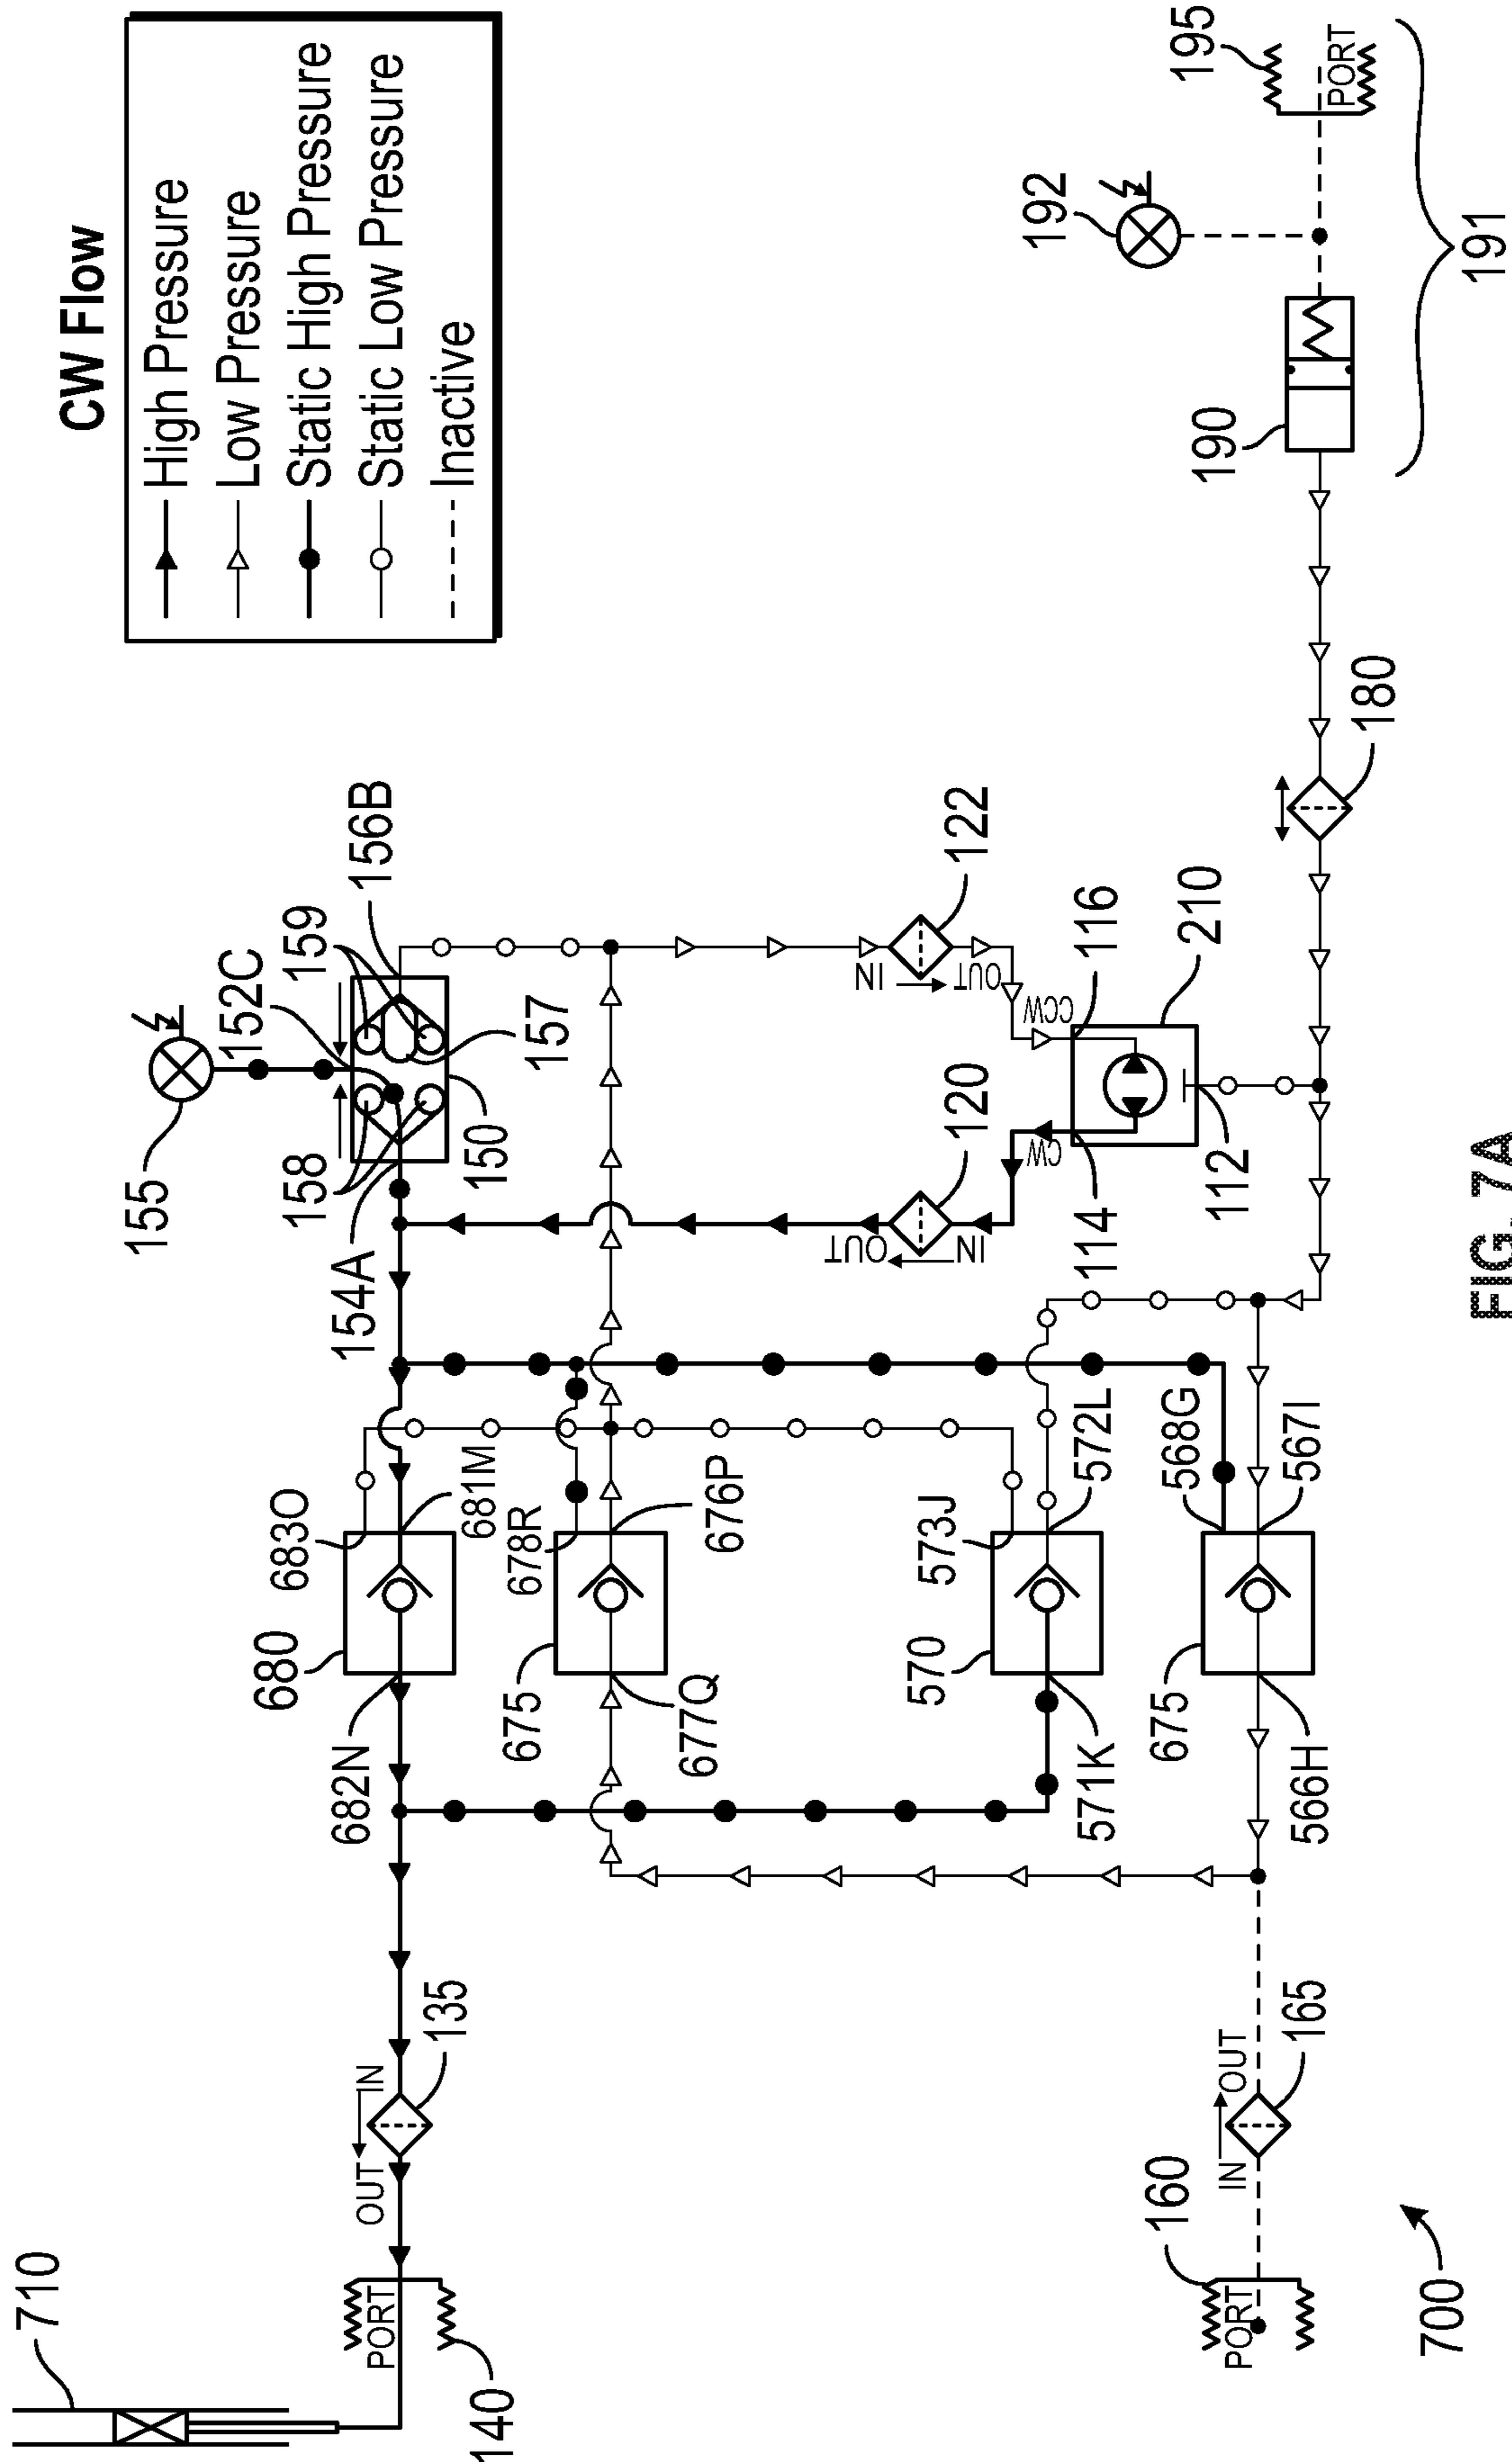 CW Flow
High Pressure
Low Pressure
Static High Pressure
Static Low Pressure
Inactive
710
PORT
140
OUT
IN
135
682N
680
683O
681M
154A
158
155
152C
159
150
157
156B
675
677Q
678R
676P
570
571K
573J
572L
675
566H
568G
567I
OUT
IN
120
CW
114
112
IN
OUT
122
CCW
116
210
180
190
192
195
PORT
191
160
PORT
IN
OUT
165
700
FIG. 7A